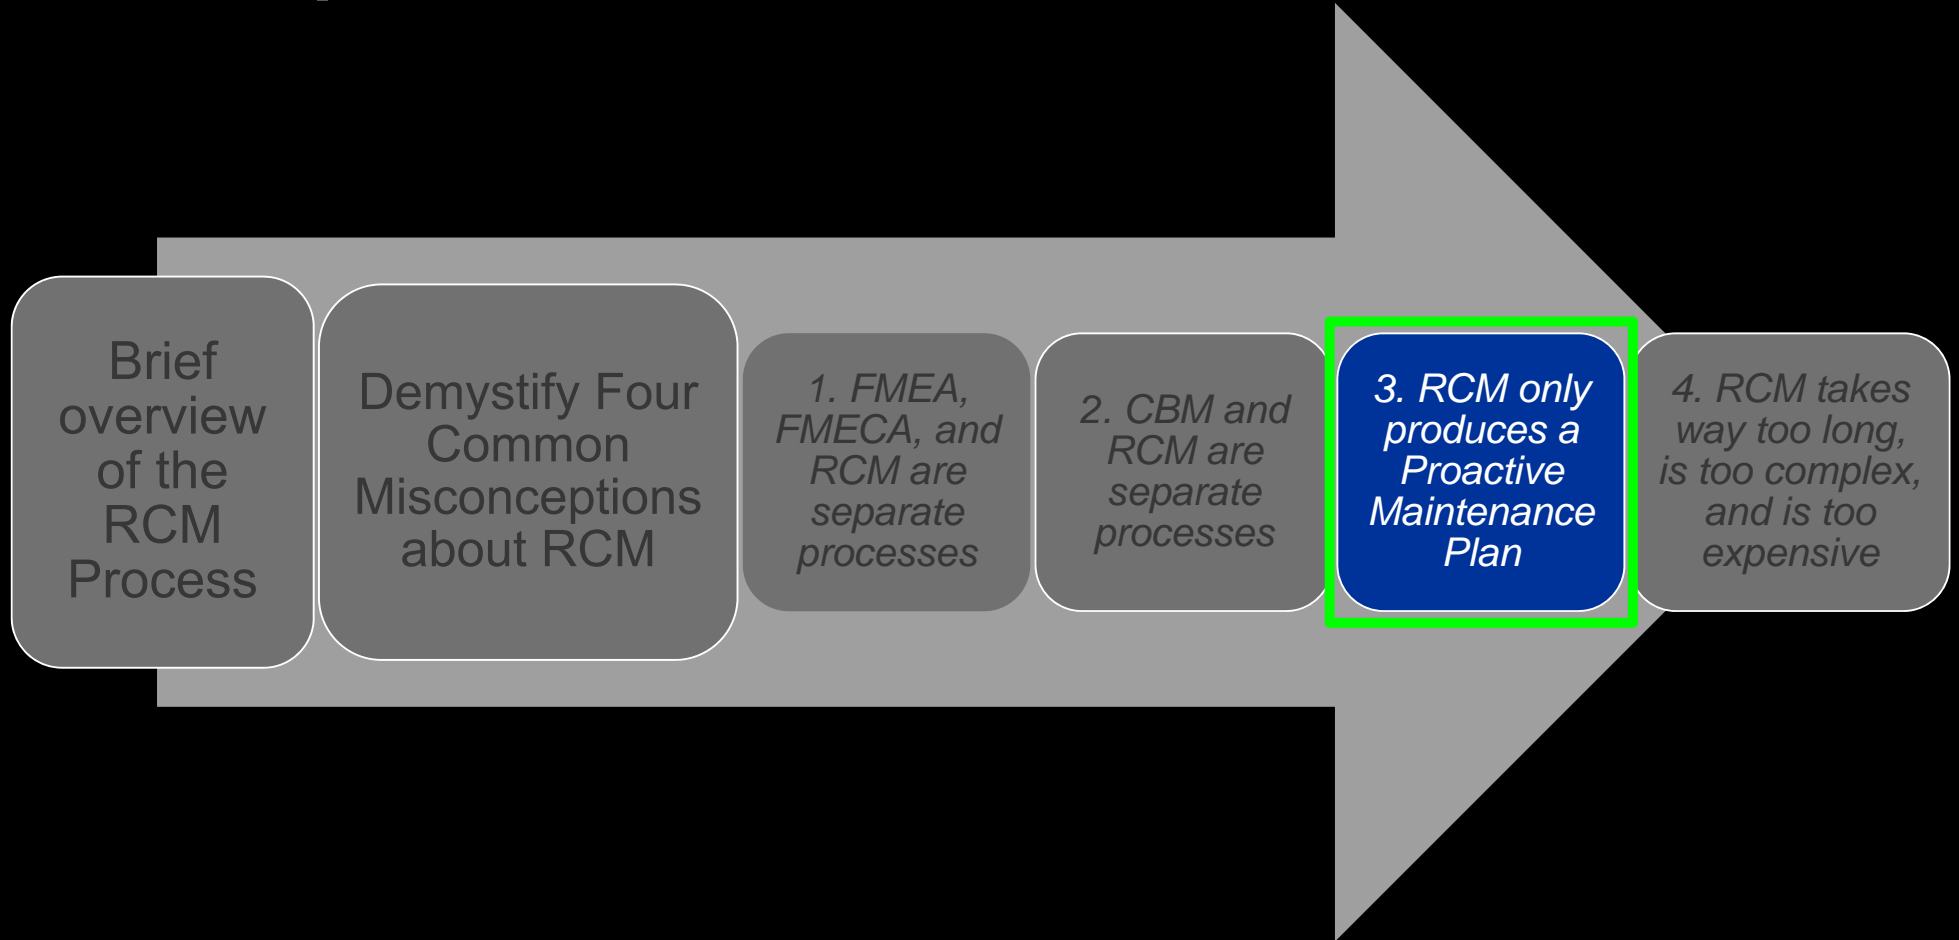 Brief
overview
of the
RCM
Process
Demystify Four
Common
Misconceptions
about RCM
1. FMEA,
FMECA, and
RCM are
separate
processes
2. CBM and
RCM are
separate
processes
3. RCM only
produces a
Proactive
Maintenance
Plan
4. RCM takes
way too long,
is too complex,
and is too
expensive